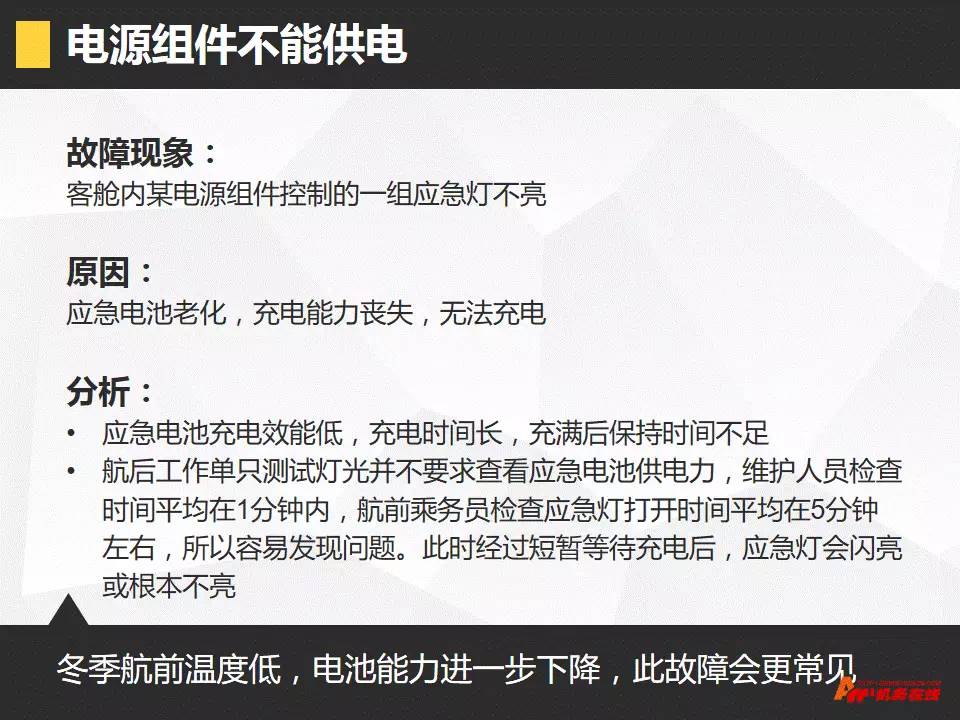 电源组件不能供电
故障现象：
客舱内某电源组件控制的一组应急灯不亮
原因：
应急电池老化，充电能力丧失，无法充电
分析：
• 应急电池充电效能低，充电时间长，充满后保持时间不足
• 航后工作单只测试灯光并不要求查看应急电池供电力，维护人员检查
时间平均在1分钟内，航前乘务员检查应急灯打开时间平均在5分钟
左右，所以容易发现问题。此时经过短暂等待充电后，应急灯会闪亮
或根本不亮
冬季航前温度低，电池能力进一步下降，此故障会更常见
机务在线